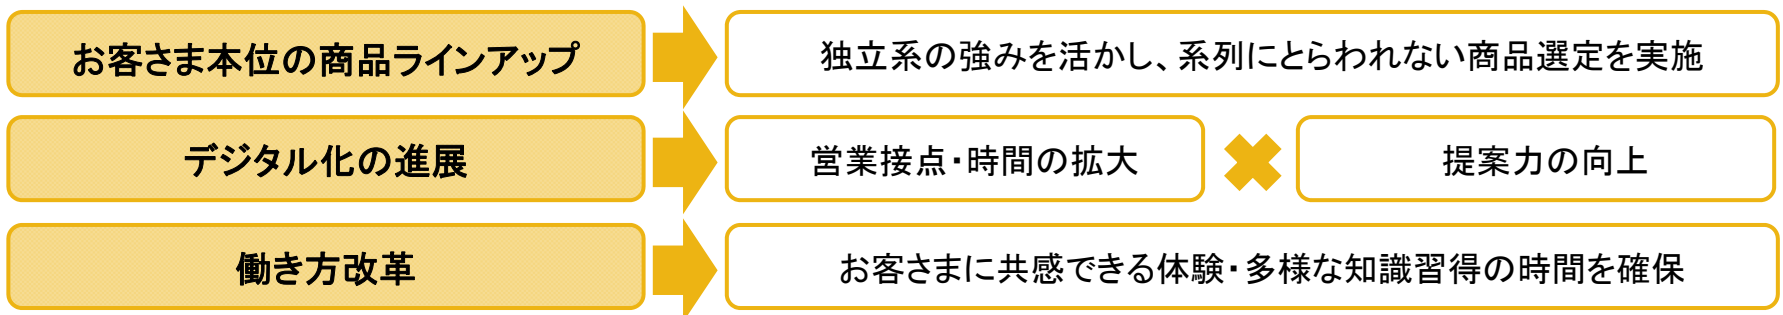 お客さま本位の商品ラインアップ
独立系の強みを活かし、系列にとらわれない商品選定を実施
デジタル化の進展
営業接点・時間の拡大
提案力の向上
働き方改革
お客さまに共感できる体験・多様な知識習得の時間を確保